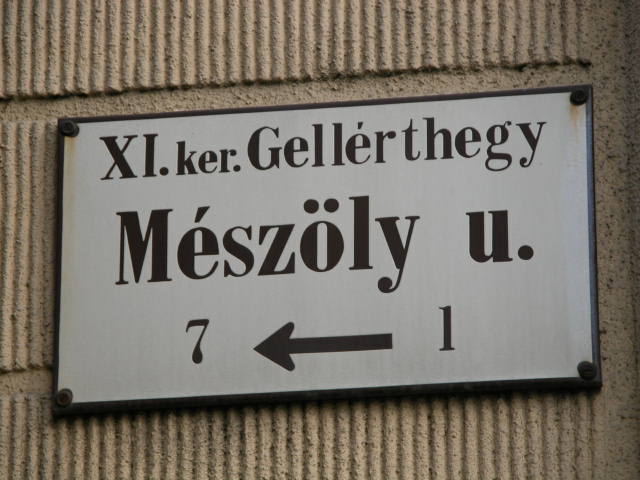 XI. ker. Gellérthegy
Mészöly u.
7 ← 1